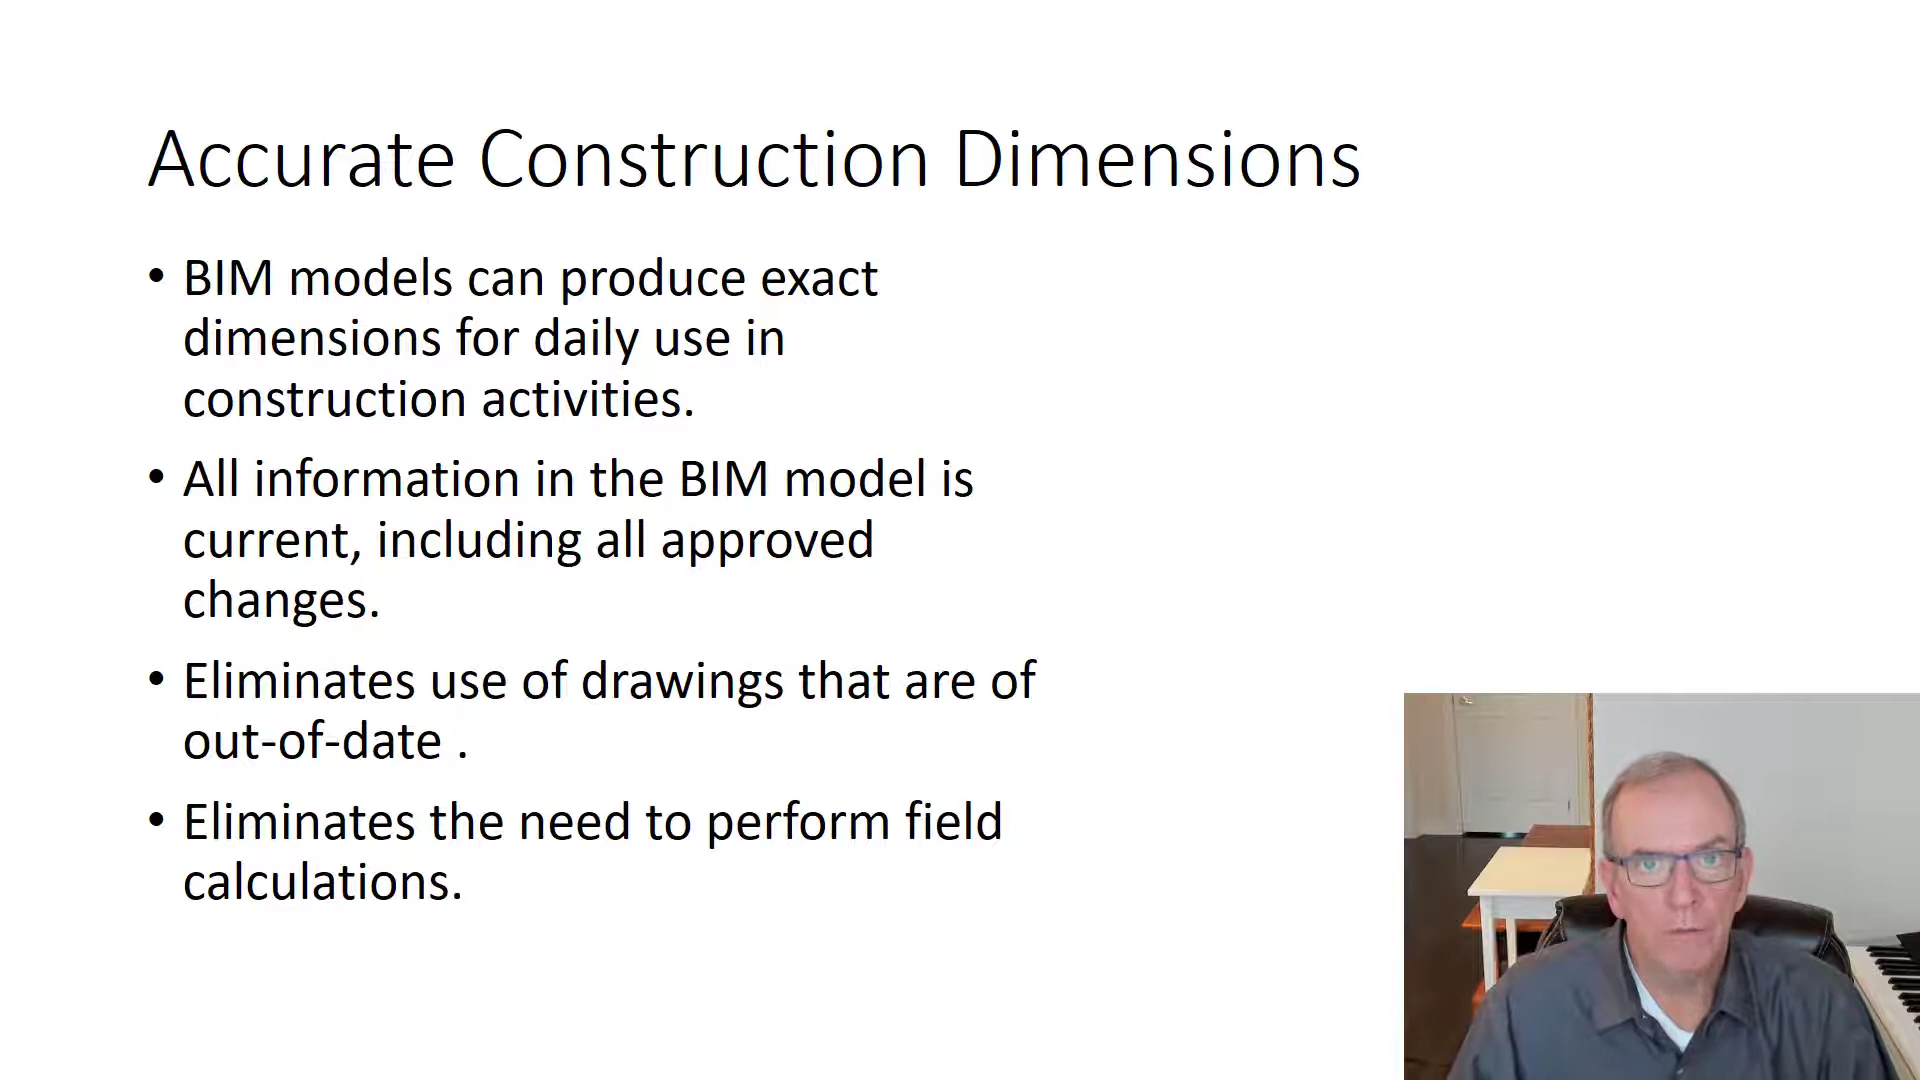 Accurate Construction Dimensions
• BIM models can produce exact
dimensions for daily use in
construction activities.
• All information in the BIM model is
current, including all approved
changes.
• Eliminates use of drawings that are of
out-of-date .
• Eliminates the need to perform field
calculations.